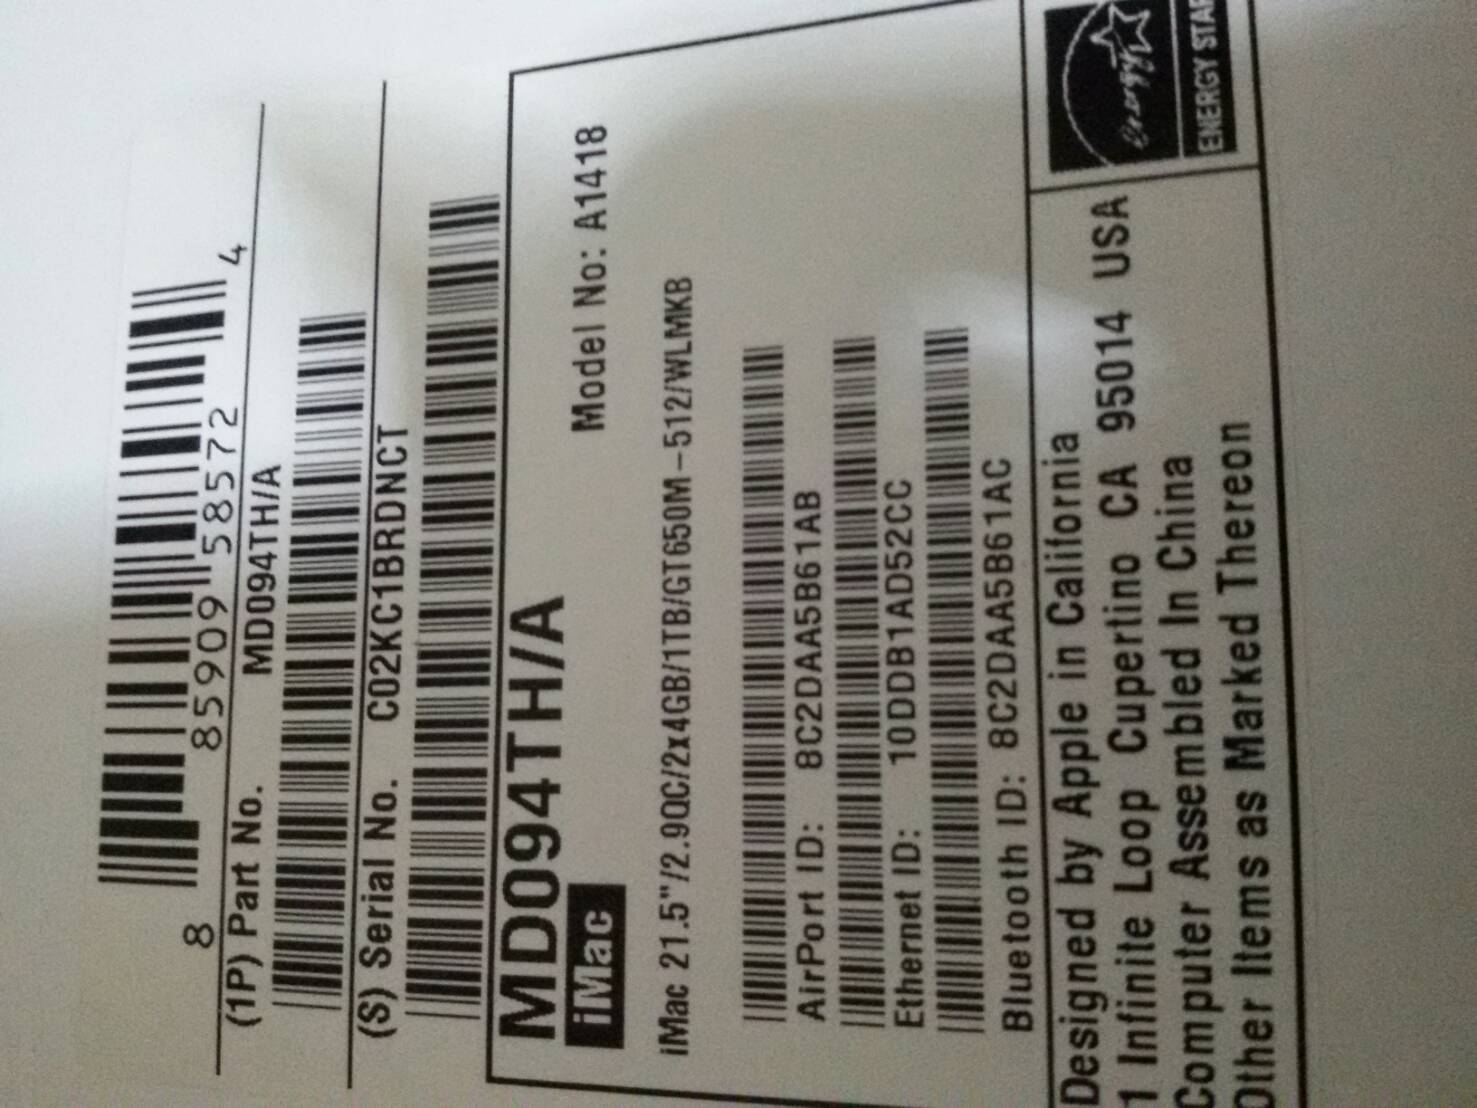 8 85909 58572 4
(1P) Part No. MD094TH/A
(S) Serial No. C02KC1BRDNCT
MD094TH/A
iMac
Model No: A1418
iMac 21.5"/2.9QC/2x4GB/1TB/GT650M-512/WLMKB
AirPort ID: 8C2DAA5B61AB
Ethernet ID: 10DDB1AD52CC
Bluetooth ID: 8C2DAA5B61AC
Designed by Apple in California
1 Infinite Loop Cupertino CA 95014 USA
Computer Assembled In China
Other Items as Marked Thereon
energy
ENERGY STAR